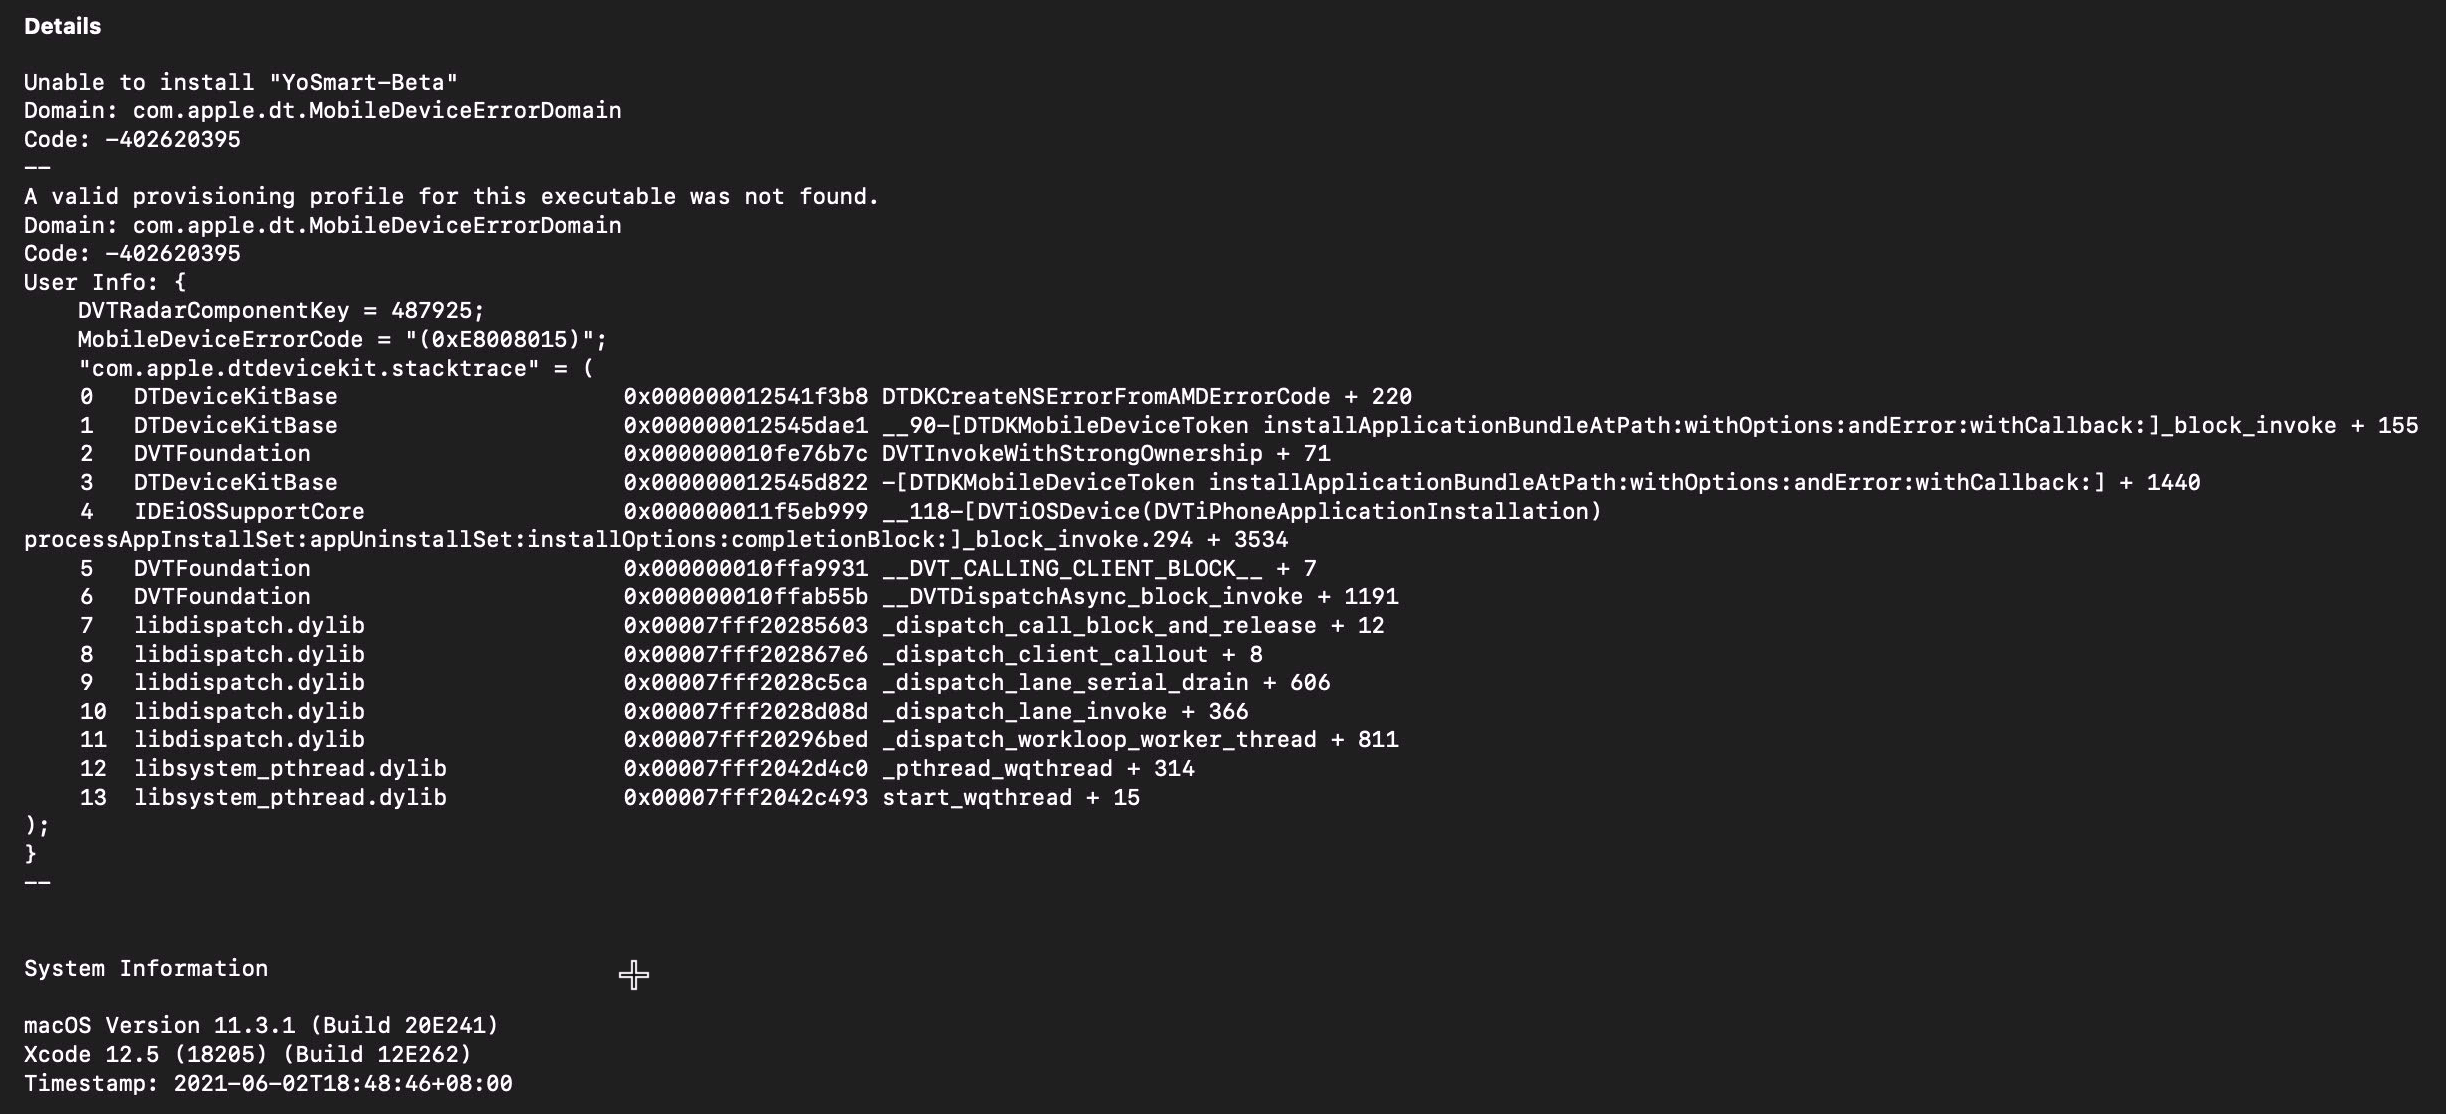 Details
Unable to install "YoSmart-Beta"
Domain: com.apple.dt.MobileDeviceErrorDomain
Code: -402620395
--
A valid provisioning profile for this executable was not found.
Domain: com.apple.dt.MobileDeviceErrorDomain
Code: -402620395
User Info: {
    DVTRadarComponentKey = 487925;
    MobileDeviceErrorCode = "(0xE8008015)";
    "com.apple.dtdevicekit.stacktrace" = (
    0   DTDeviceKitBase                     0x000000012541f3b8 DTDKCreateNSErrorFromAMDErrorCode + 220
    1   DTDeviceKitBase                     0x000000012545dae1 __90-[DTDKMobileDeviceToken installApplicationBundleAtPath:withOptions:andError:withCallback:]_block_invoke + 155
    2   DVTFoundation                       0x000000010fe76b7c DVTInvokeWithStrongOwnership + 71
    3   DTDeviceKitBase                     0x000000012545d822 -[DTDKMobileDeviceToken installApplicationBundleAtPath:withOptions:andError:withCallback:] + 1440
    4   IDEiOSSupportCore                   0x000000011f5eb999 __118-[DVTiOSDevice(DVTiPhoneApplicationInstallation)
processAppInstallSet:appUninstallSet:installOptions:completionBlock:]_block_invoke.294 + 3534
    5   DVTFoundation                       0x000000010ffa9931 __DVT_CALLING_CLIENT_BLOCK__ + 7
    6   DVTFoundation                       0x000000010ffab55b __DVTDispatchAsync_block_invoke + 1191
    7   libdispatch.dylib                   0x00007fff20285603 _dispatch_call_block_and_release + 12
    8   libdispatch.dylib                   0x00007fff202867e6 _dispatch_client_callout + 8
    9   libdispatch.dylib                   0x00007fff2028c5ca _dispatch_lane_serial_drain + 606
    10  libdispatch.dylib                   0x00007fff2028d08d _dispatch_lane_invoke + 366
    11  libdispatch.dylib                   0x00007fff20296bed _dispatch_workloop_worker_thread + 811
    12  libsystem_pthread.dylib             0x00007fff2042d4c0 _pthread_wqthread + 314
    13  libsystem_pthread.dylib             0x00007fff2042c493 start_wqthread + 15
);
}
--
System Information
macOS Version 11.3.1 (Build 20E241)
Xcode 12.5 (18205) (Build 12E262)
Timestamp: 2021-06-02T18:48:46+08:00